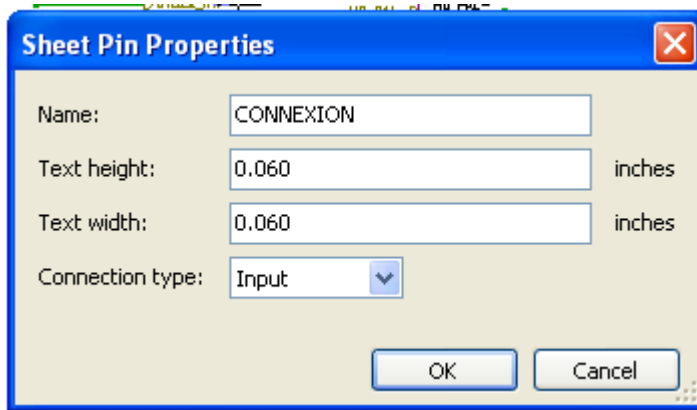 Sheet Pin Properties
Name: CONNEXION
Text height: 0.060 inches
Text width: 0.060 inches
Connection type: Input
OK Cancel